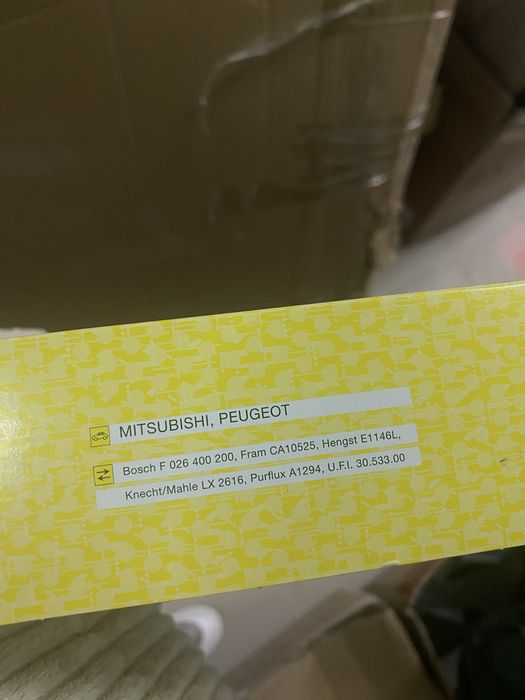 MITSUBISHI, PEUGEOT
Bosch F 026 400 200, Fram CA10525, Hengst E1146L,
Knecht/Mahle LX 2616, Purflux A1294, U.F.I. 30.533.00